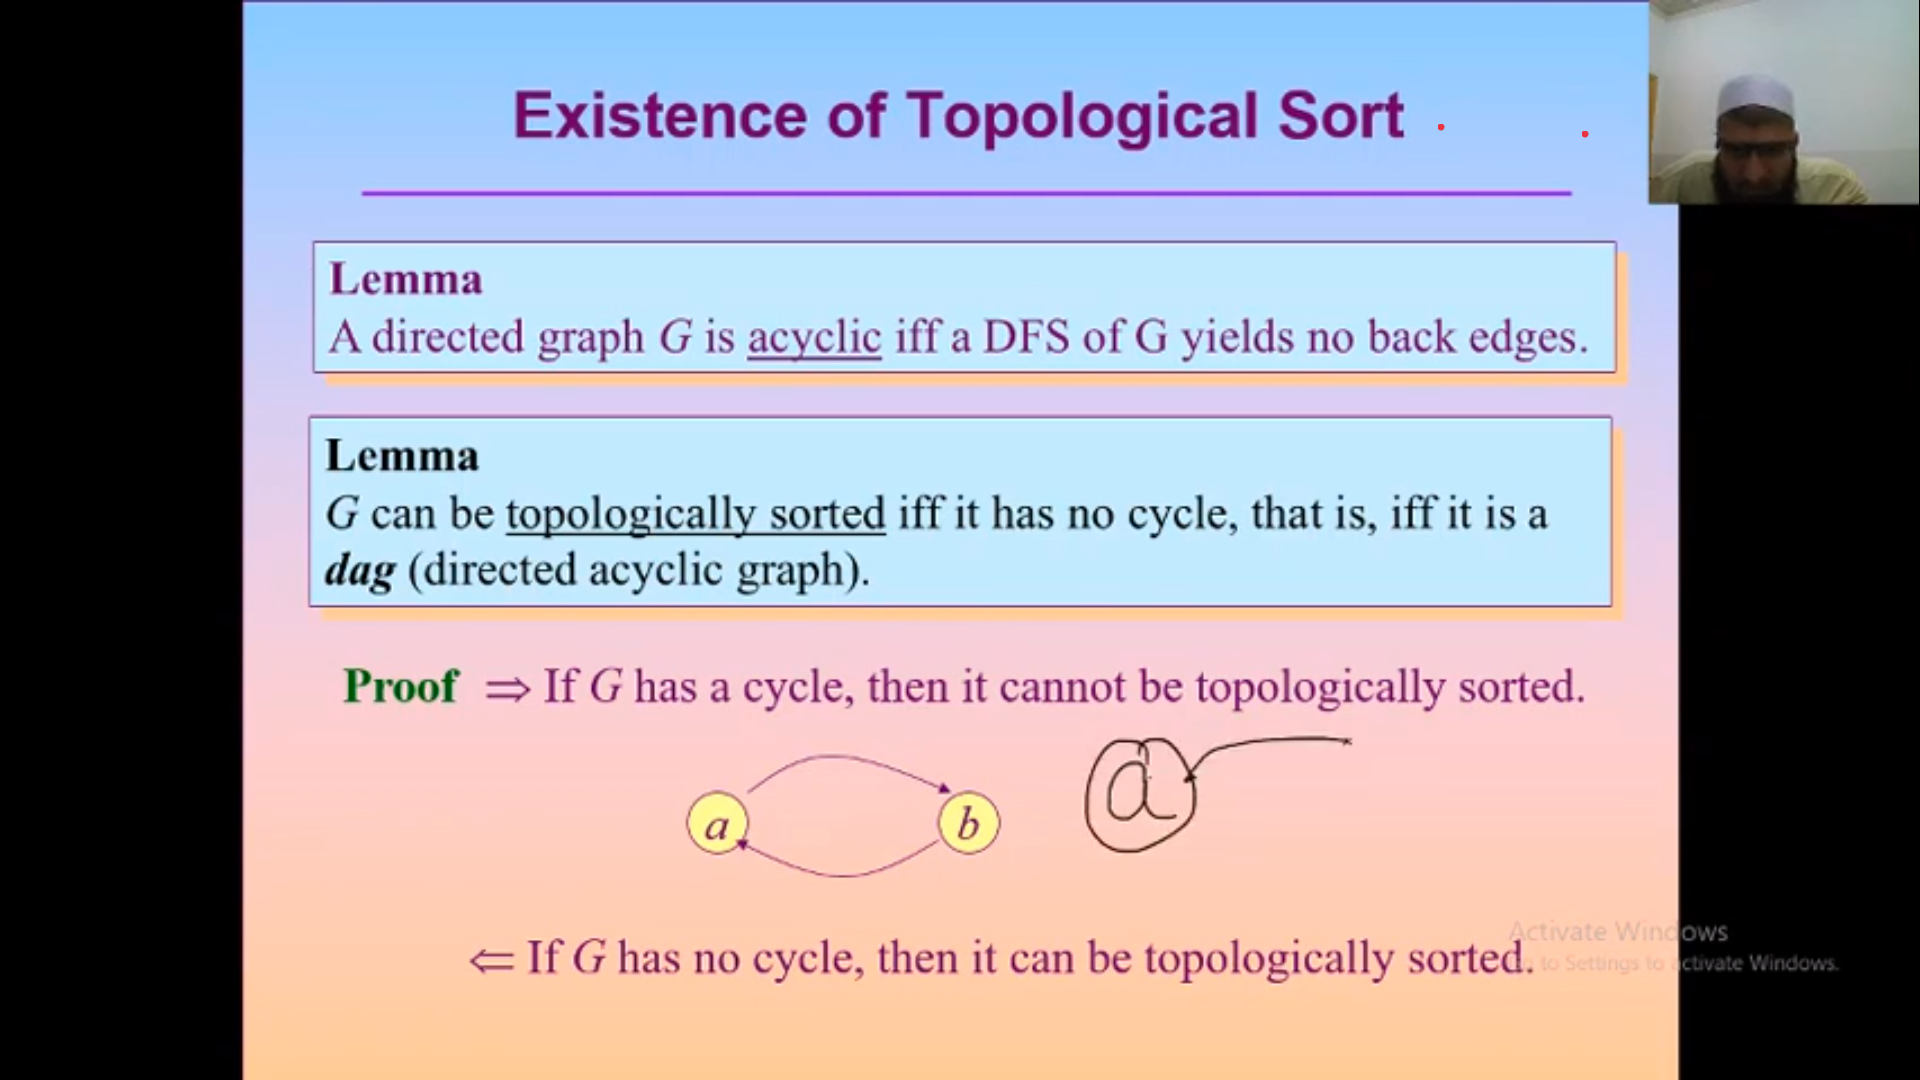 Existence of Topological Sort
Lemma
A directed graph G is acyclic iff a DFS of G yields no back edges.
Lemma
G can be topologically sorted iff it has no cycle, that is, iff it is a
dag (directed acyclic graph).
Proof ⇒ If G has a cycle, then it cannot be topologically sorted.
a
b
a
⇐ If G has no cycle, then it can be topologically sorted.
Activate Windows
to Settings to activate Windows.